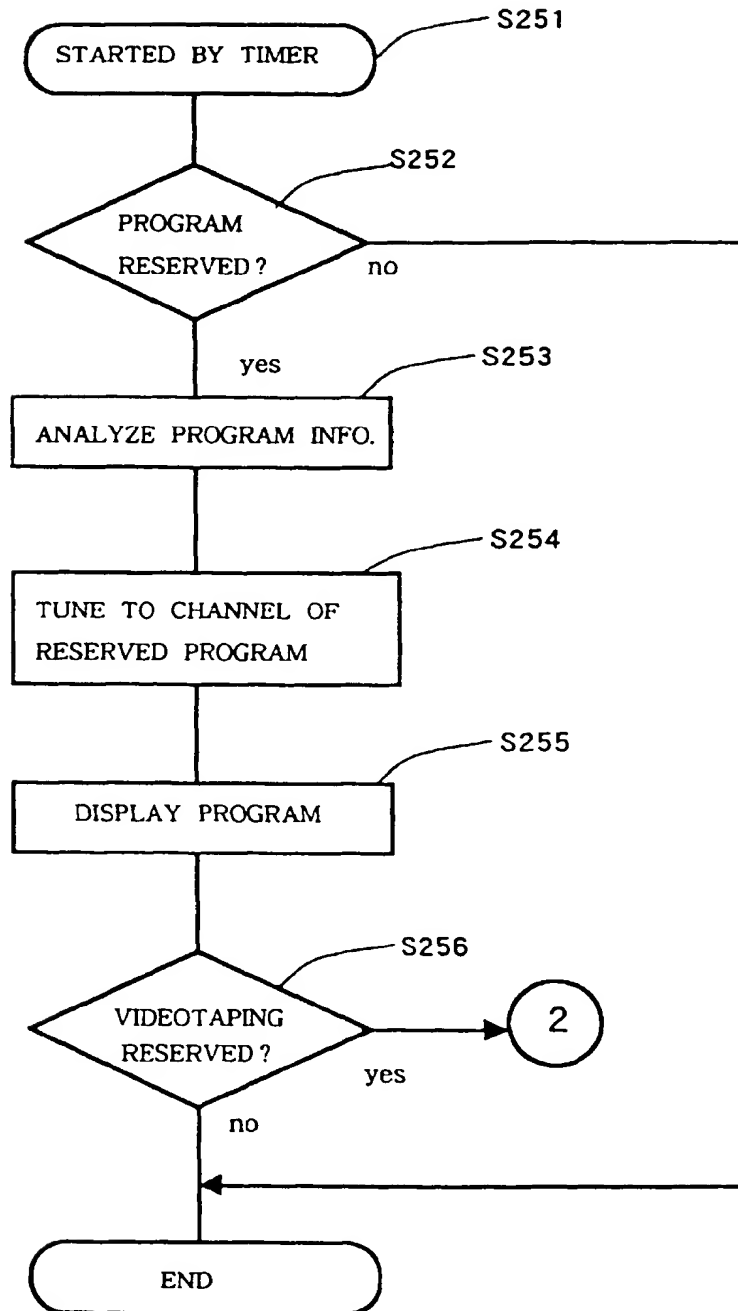 S251
STARTED BY TIMER
S252
PROGRAM
RESERVED?
no
yes
S253
ANALYZE PROGRAM INFO.
S254
TUNE TO CHANNEL OF
RESERVED PROGRAM
S255
DISPLAY PROGRAM
S256
VIDEOTAPING
RESERVED?
2
yes
no
END